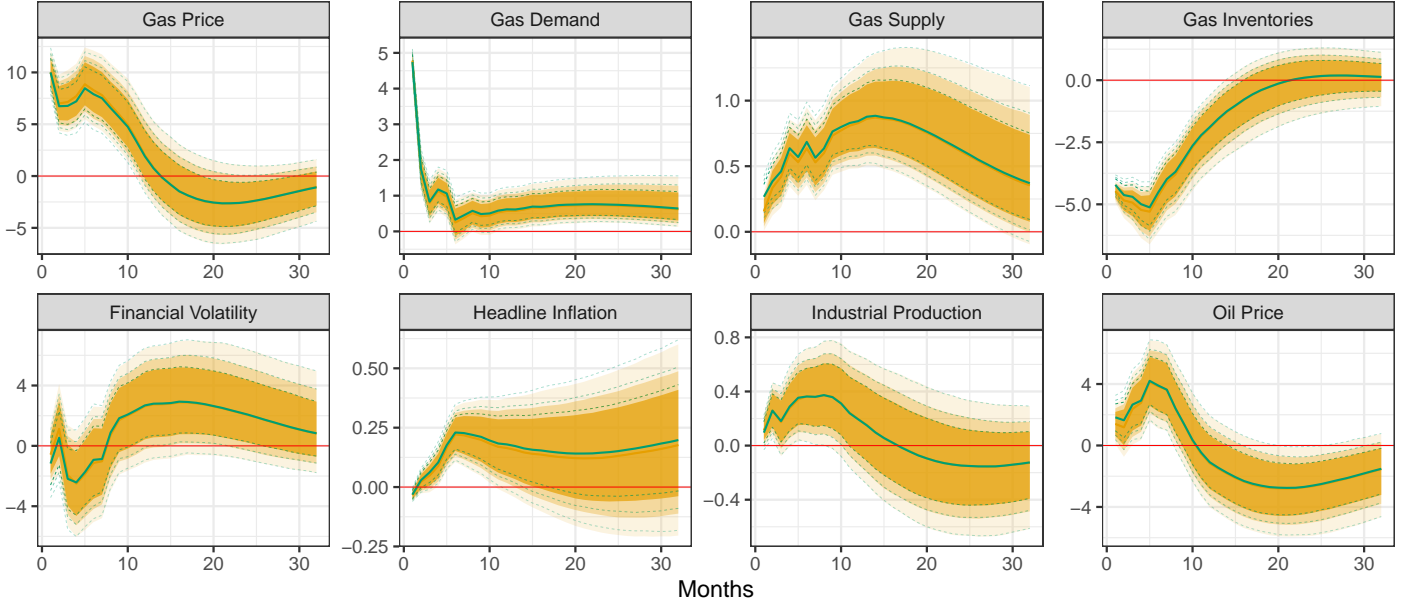 Gas Price
Gas Demand
Gas Supply
Gas Inventories
10
5
0
−5
0 10 20 30
5
4
3
2
1
0
0 10 20 30
1.0
0.5
0.0
0 10 20 30
0.0
−2.5
−5.0
0 10 20 30
Financial Volatility
Headline Inflation
Industrial Production
Oil Price
4
0
−4
0 10 20 30
0.50
0.25
0.00
−0.25
0 10 20 30
0.8
0.4
0.0
−0.4
0 10 20 30
4
0
−4
0 10 20 30
Months